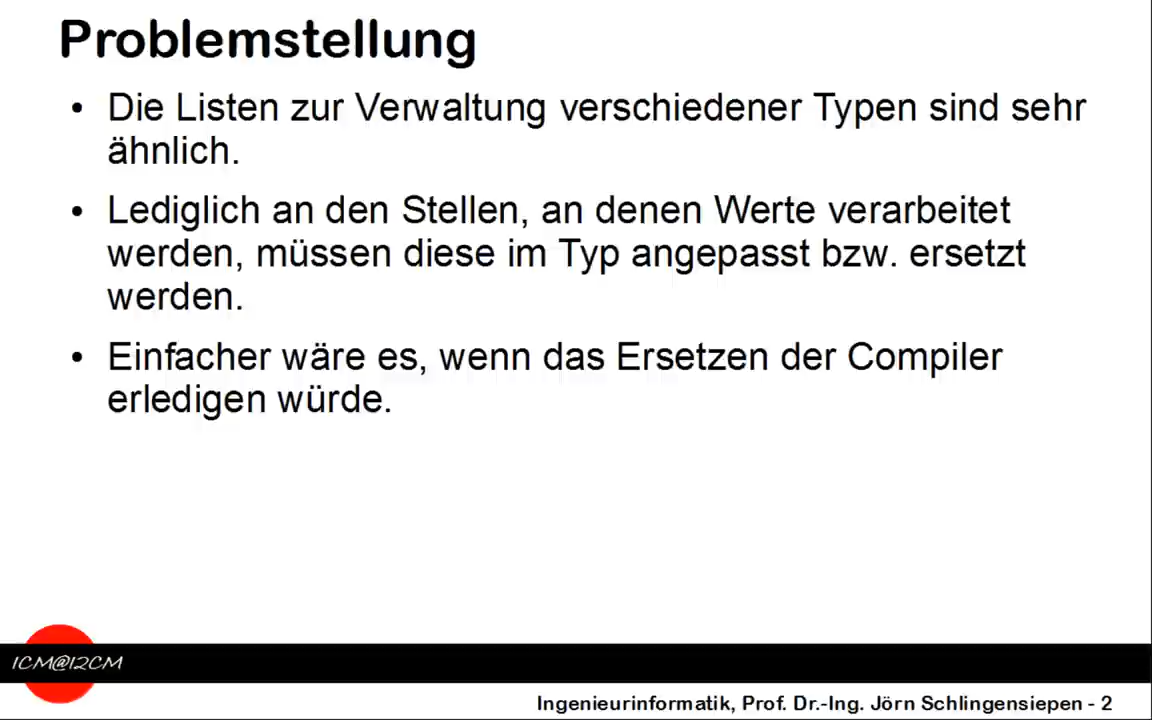 Problemstellung
• Die Listen zur Verwaltung verschiedener Typen sind sehr
ähnlich.
• Lediglich an den Stellen, an denen Werte verarbeitet
werden, müssen diese im Typ angepasst bzw. ersetzt
werden.
• Einfacher wäre es, wenn das Ersetzen der Compiler
erledigen würde.
1CM@12CM
Ingenieurinformatik, Prof. Dr.-Ing. Jörn Schlingensiepen - 2